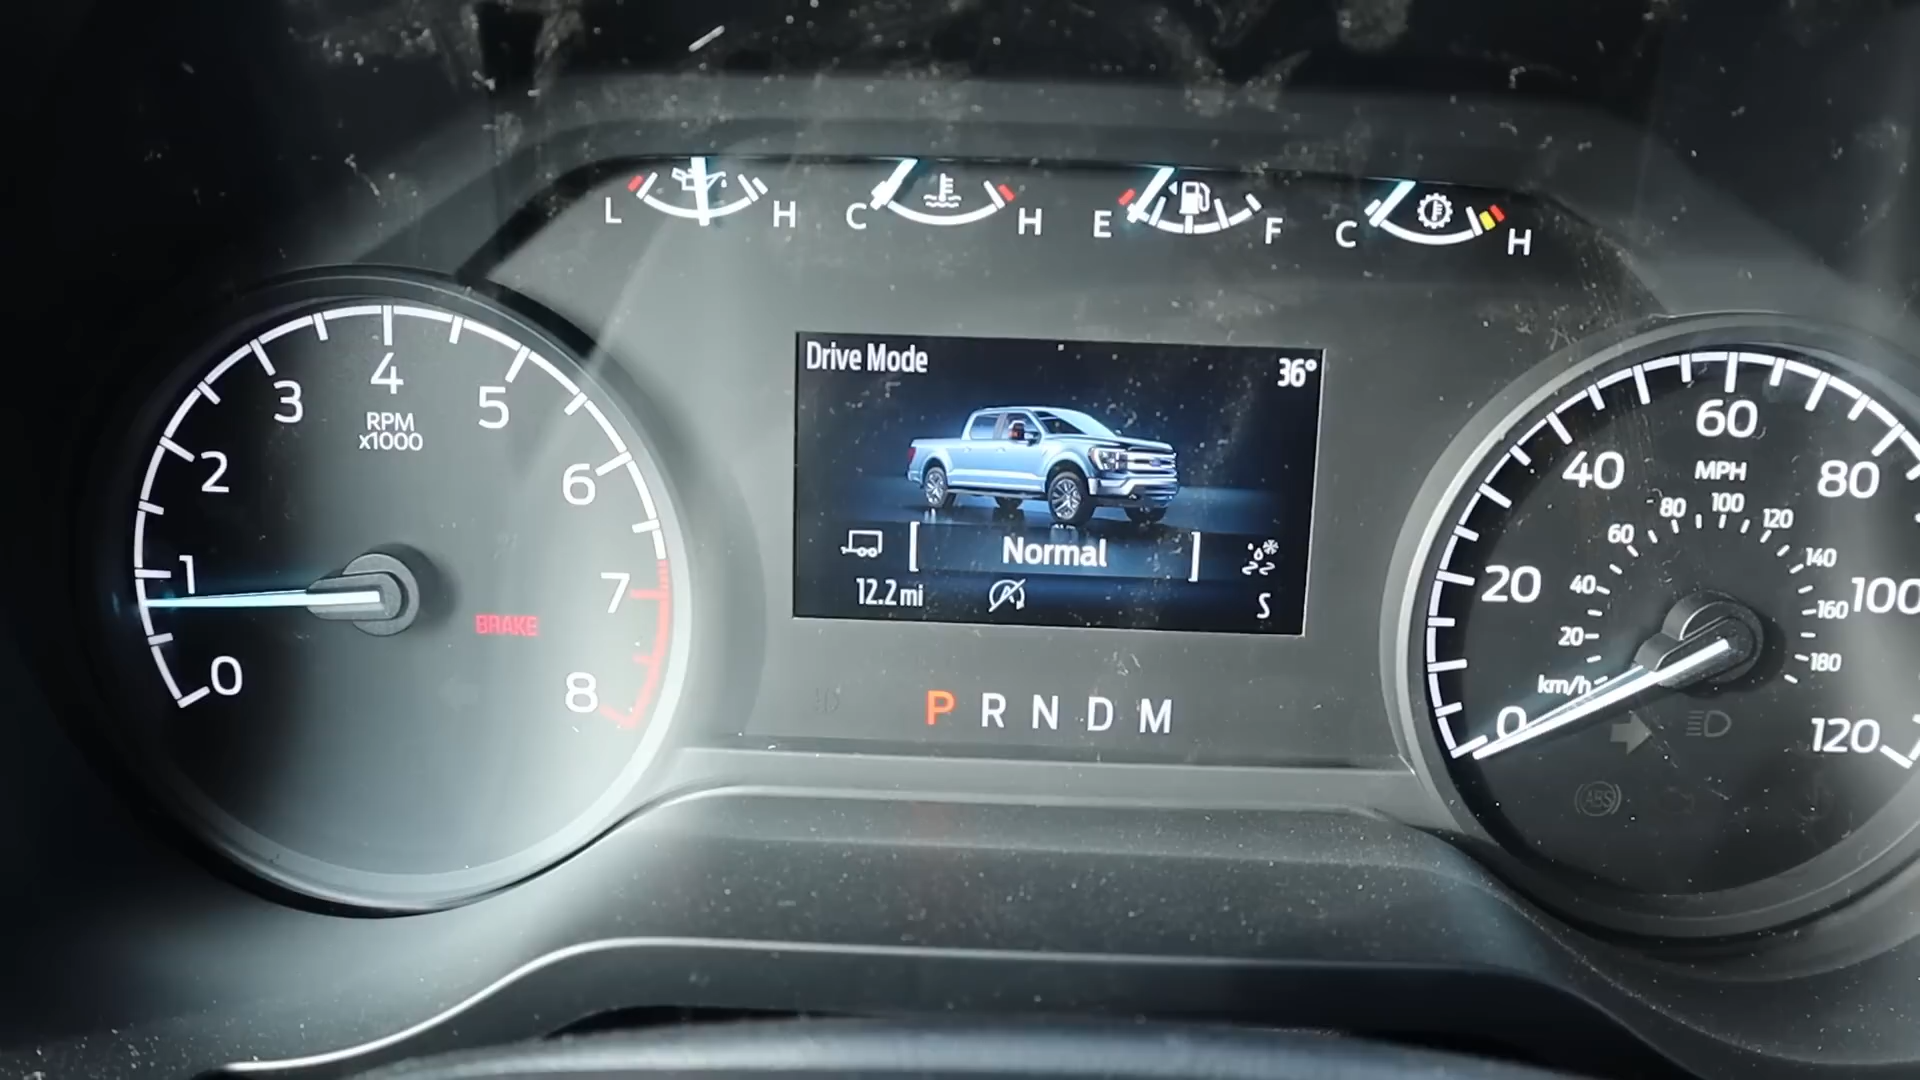 L H C H E F C H
0 1 2 3 4 5 6 7 8
RPM
x1000
BRAKE
Drive Mode 36°
Normal
12.2 mi S
P R N D M
0 20 40 60 80 100 120
MPH
20 40 60 80 100 120 140 160 180
km/h
ABS